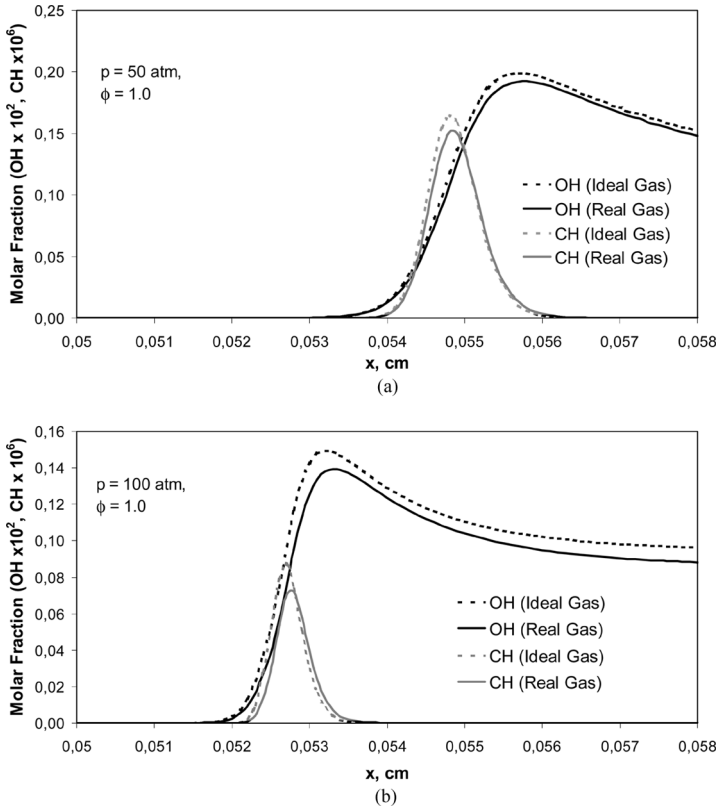 Molar Fraction (OH x 10², CH x10⁶)
0,25
0,20
0,15
0,10
0,05
0,00
p = 50 atm,
ϕ = 1.0
OH (Ideal Gas)
OH (Real Gas)
CH (Ideal Gas)
CH (Real Gas)
0,05 0,051 0,052 0,053 0,054 0,055 0,056 0,057 0,058
x, cm
(a)
Molar Fraction (OH x10², CH x 10⁶)
0,16
0,14
0,12
0,10
0,08
0,06
0,04
0,02
0,00
p = 100 atm,
ϕ = 1.0
OH (Ideal Gas)
OH (Real Gas)
CH (Ideal Gas)
CH (Real Gas)
0,05 0,051 0,052 0,053 0,054 0,055 0,056 0,057 0,058
x, cm
(b)